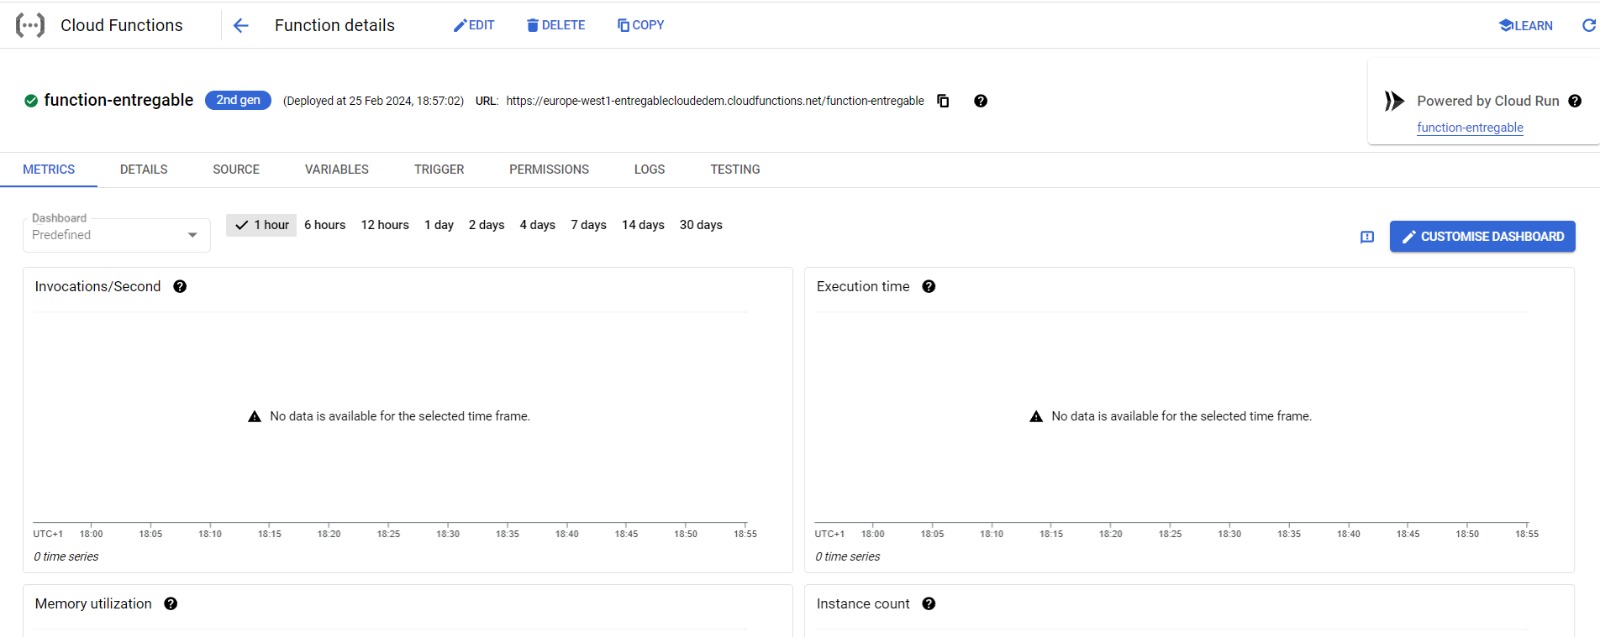 Cloud Functions
Function details
EDIT
DELETE
COPY
LEARN
function-entregable
2nd gen
(Deployed at 25 Feb 2024, 18:57:02)
URL: https://europe-west1-entregablecloudedem.cloudfunctions.net/function-entregable
Powered by Cloud Run
function-entregable
METRICS
DETAILS
SOURCE
VARIABLES
TRIGGER
PERMISSIONS
LOGS
TESTING
Dashboard
Predefined
1 hour
6 hours
12 hours
1 day
2 days
4 days
7 days
14 days
30 days
CUSTOMISE DASHBOARD
Invocations/Second
No data is available for the selected time frame.
UTC+1 18:00 18:05 18:10 18:15 18:20 18:25 18:30 18:35 18:40 18:45 18:50 18:55
0 time series
Execution time
No data is available for the selected time frame.
UTC+1 18:00 18:05 18:10 18:15 18:20 18:25 18:30 18:35 18:40 18:45 18:50 18:55
0 time series
Memory utilization
Instance count